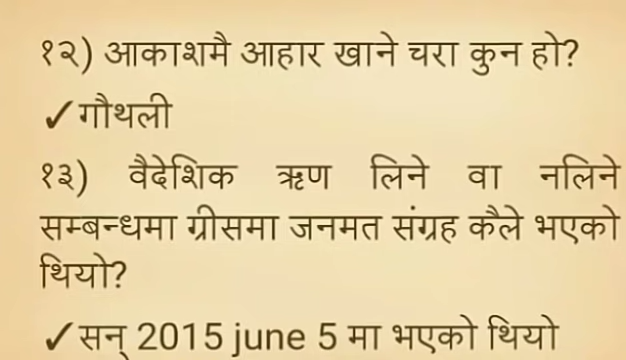 १२) आकाशमै आहार खाने चरा कुन हो?
✓गौथली
१३) वैदेशिक ऋण लिने वा नलिने
सम्बन्धमा ग्रीसमा जनमत संग्रह कैले भएको
थियो?
✓सन् 2015 june 5 मा भएको थियो